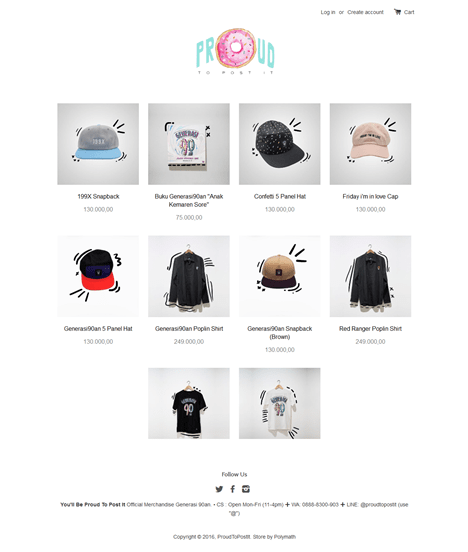 Log in or Create account Cart
PROUD
TO POST IT
199X Snapback
130.000,00
Buku Generasi90an "Anak
Kemaren Sore"
75.000,00
Confetti 5 Panel Hat
130.000,00
Friday i'm in love Cap
130.000,00
Generasi90an 5 Panel Hat
130.000,00
Generasi90an Poplin Shirt
249.000,00
Generasi90an Snapback
(Brown)
130.000,00
Red Ranger Poplin Shirt
249.000,00
90
Follow Us
You'll Be Proud To Post It Official Merchandise Generasi 90an. • CS : Open Mon-Fri (11-4pm) + WA: 0888-8300-903 + LINE: @proudtopostit (use
"@")
Copyright © 2016, iProudToPostIt. Store by Polymath